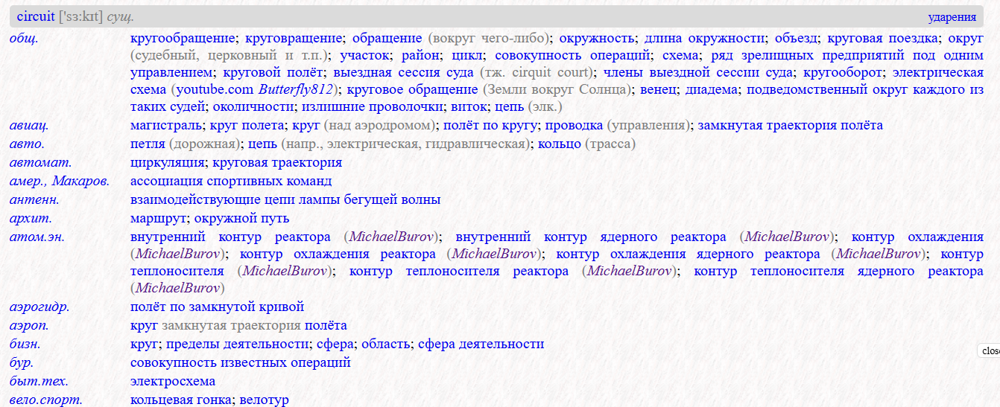 circuit ['sɜ:kɪt] сущ. ударения
общ. кругообращение; круговращение; обращение (вокруг чего-либо); окружность; длина окружности; объезд; круговая поездка; округ
(судебный, церковный и т.п.); участок; район; цикл; совокупность операций; схема; ряд зрелищных предприятий под одним
управлением; круговой полёт; выездная сессия суда (тж. cirquit court); члены выездной сессии суда; кругооборот; электрическая
схема (youtube.com Butterfly812); круговое обращение (Земли вокруг Солнца); венец; диадема; подведомственный округ каждого из
таких судей; околичности; излишние проволочки; виток; цепь (элк.)
авиац. магистраль; круг полета; круг (над аэродромом); полёт по кругу; проводка (управления); замкнутая траектория полёта
авто. петля (дорожная); цепь (напр., электрическая, гидравлическая); кольцо (трасса)
автомат. циркуляция; круговая траектория
амер., Макаров. ассоциация спортивных команд
антенн. взаимодействующие цепи лампы бегущей волны
архит. маршрут; окружной путь
атом.эн. внутренний контур реактора (MichaelBurov); внутренний контур ядерного реактора (MichaelBurov); контур охлаждения
(MichaelBurov); контур охлаждения реактора (MichaelBurov); контур охлаждения ядерного реактора (MichaelBurov); контур
теплоносителя (MichaelBurov); контур теплоносителя реактора (MichaelBurov); контур теплоносителя ядерного реактора
(MichaelBurov)
аэрогидр. полёт по замкнутой кривой
аэроп. круг замкнутая траектория полёта
бизн. круг; пределы деятельности; сфера; область; сфера деятельности
clos
бур. совокупность известных операций
быт.тех. электросхема
вело.спорт. кольцевая гонка; велотур